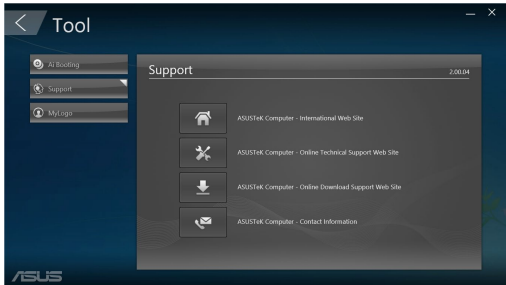 Tool
Ai Booting
Support
MyLogo
Support
2.00.04
ASUSTeK Computer - International Web Site
ASUSTeK Computer - Online Technical Support Web Site
ASUSTeK Computer - Online Download Support Web Site
ASUSTeK Computer - Contact Information
ASUS